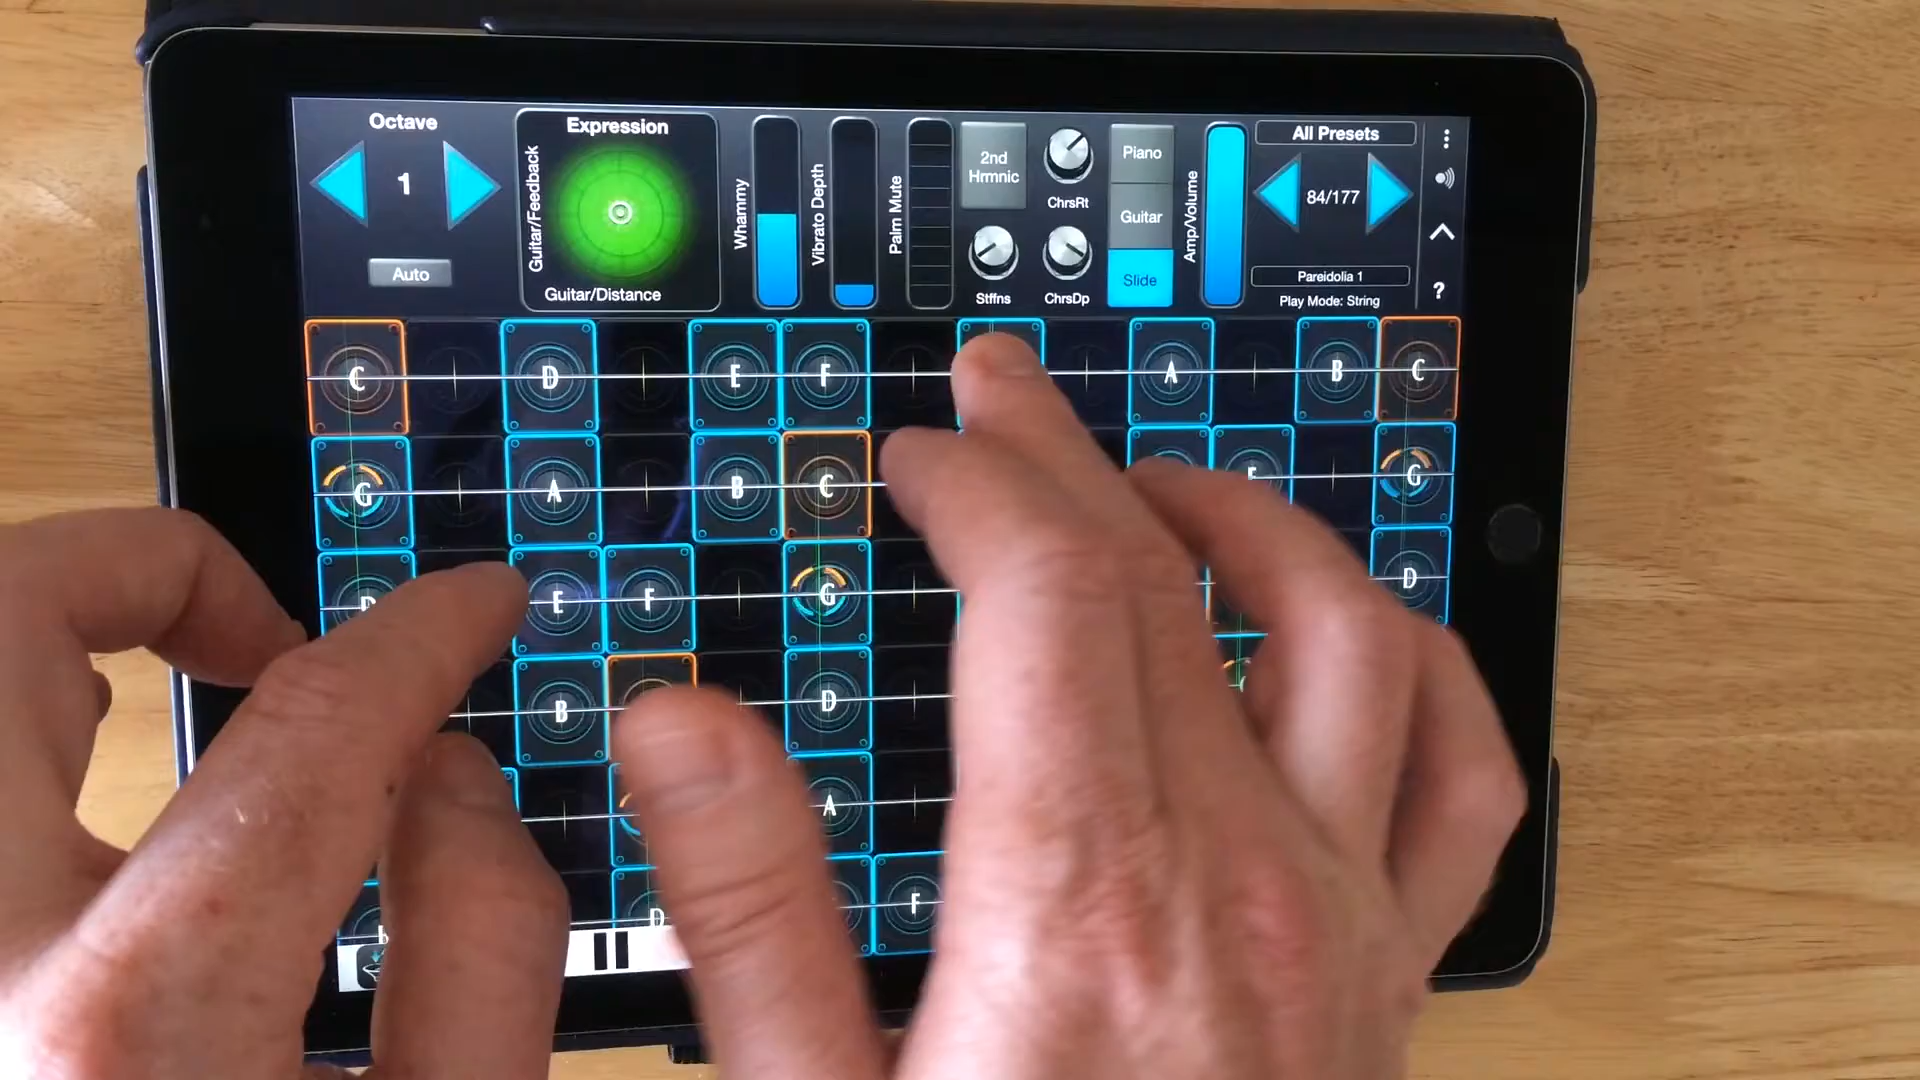 Octave
1
Auto
Expression
Guitar/Feedback
Guitar/Distance
Whammy
Vibrato Depth
Palm Mute
2nd
Hrmnic
Stffns
ChrsRt
ChrsDp
Piano
Guitar
Slide
Amp/Volume
All Presets
84/177
Pareidolia 1
Play Mode: String
?
C D E F A B C
G A B C G
E F G D
B D
A
D F